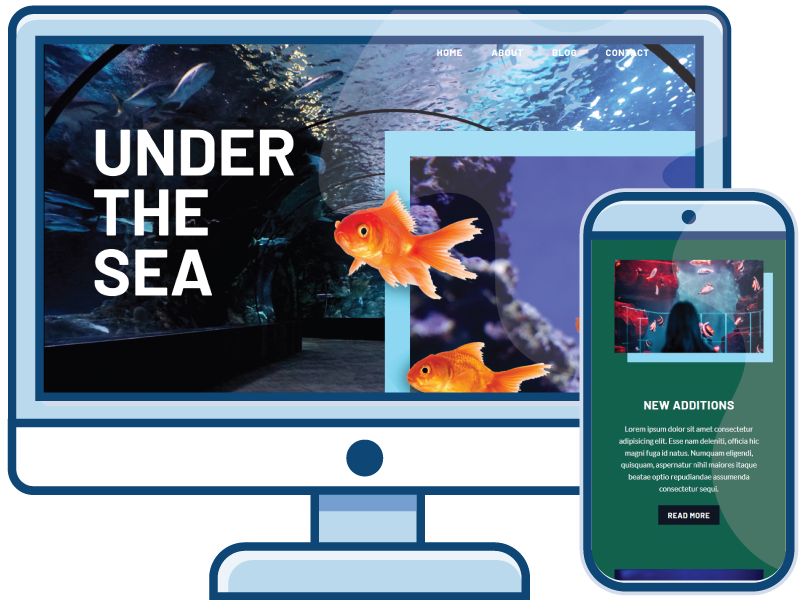 HOME ABOUT BLOG CONTACT
UNDER
THE
SEA
NEW ADDITIONS
Lorem ipsum dolor sit amet consectetur
adipisicing elit. Esse nam deleniti, officia hic
magni fuga id natus. Numquam eligendi,
quisquam, aspernatur nihil maiores itaque
beatae optio repudiandae assumenda
consectetur sequi.
READ MORE